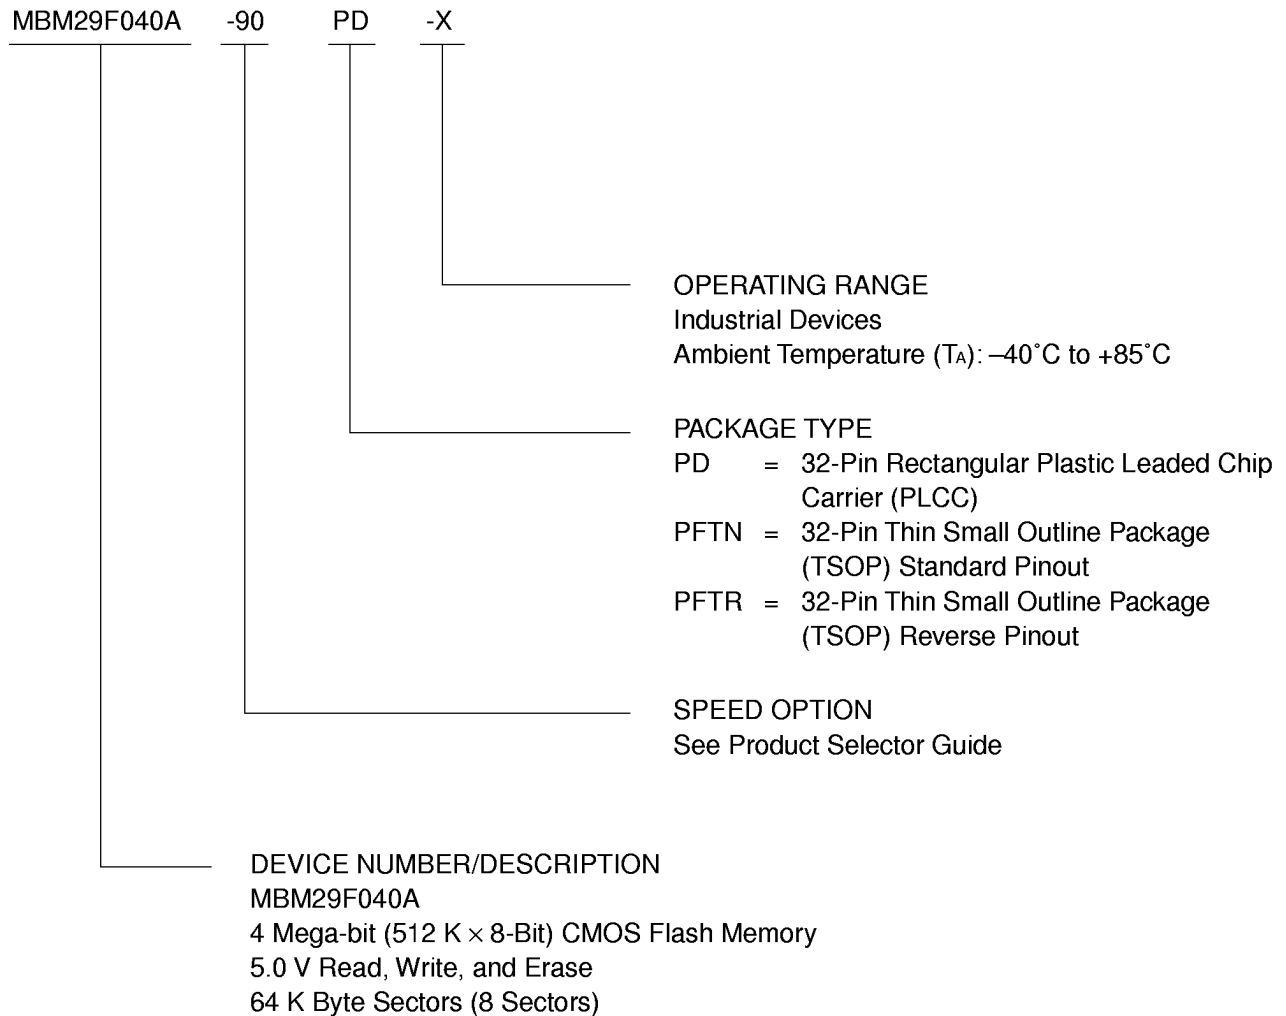 MBM29F040A -90 PD -X
OPERATING RANGE
Industrial Devices
Ambient Temperature (TA): –40˚C to +85˚C
PACKAGE TYPE
PD = 32-Pin Rectangular Plastic Leaded Chip
Carrier (PLCC)
PFTN = 32-Pin Thin Small Outline Package
(TSOP) Standard Pinout
PFTR = 32-Pin Thin Small Outline Package
(TSOP) Reverse Pinout
SPEED OPTION
See Product Selector Guide
DEVICE NUMBER/DESCRIPTION
MBM29F040A
4 Mega-bit (512 K × 8-Bit) CMOS Flash Memory
5.0 V Read, Write, and Erase
64 K Byte Sectors (8 Sectors)